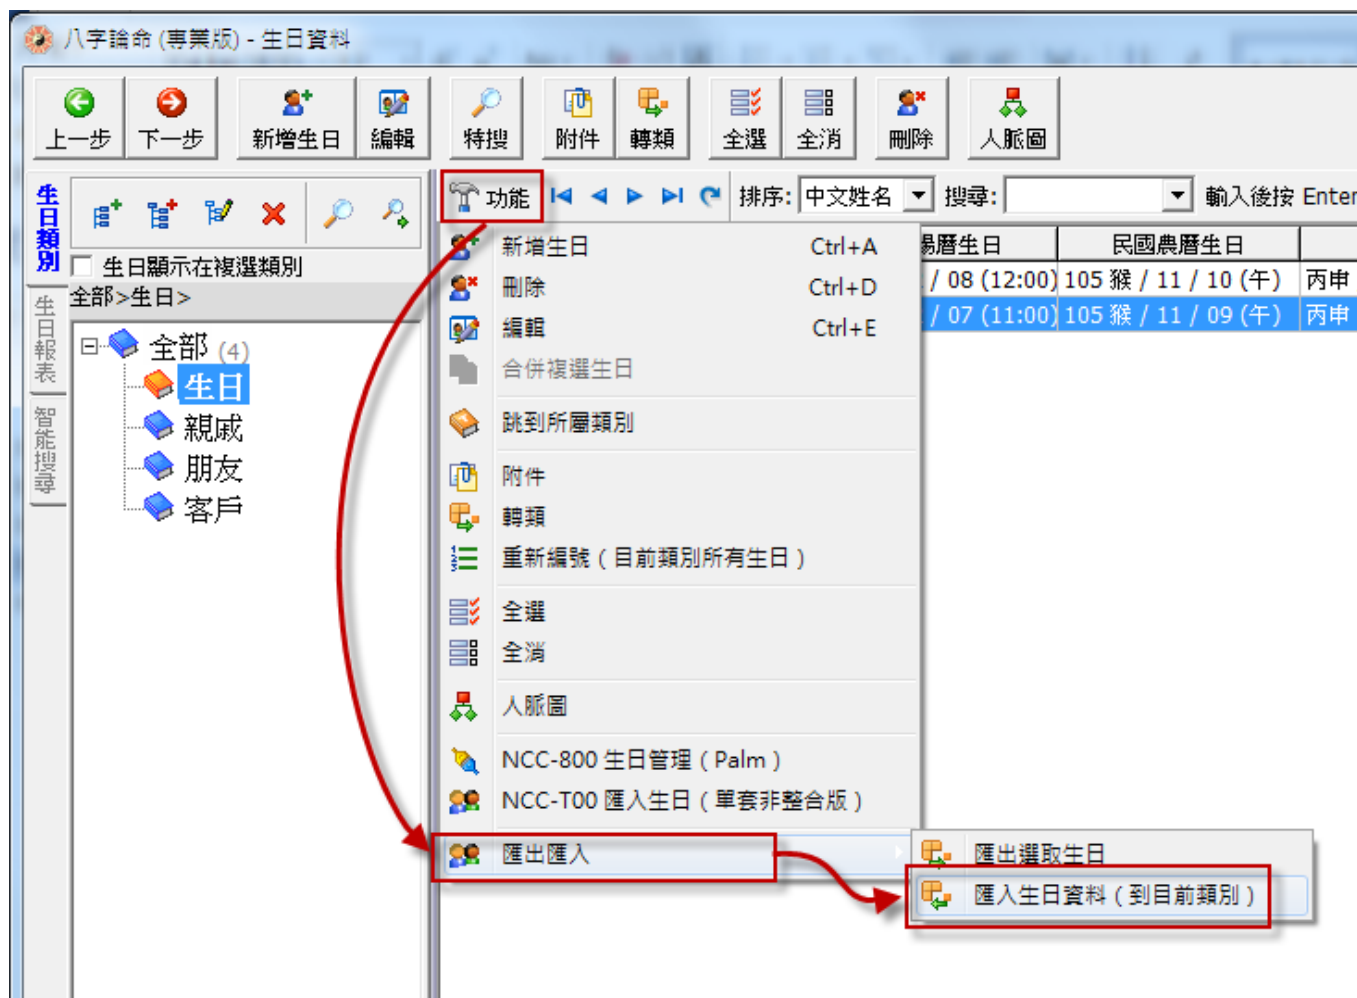 八字論命 (專業版) - 生日資料
上一步 下一步 新增生日 編輯 特搜 附件 轉類 全選 全消 刪除 人脈圖
生日類別
生日報表
智能搜尋
生日顯示在複選類別
全部>生日>
全部 (4)
生日
親戚
朋友
客戶
功能 排序: 中文姓名 搜尋: 輸入後按 Enter
曆生日 民國農曆生日
/ 08 (12:00) 105 猴 / 11 / 10 (午) 丙申
/ 07 (11:00) 105 猴 / 11 / 09 (午) 丙申
新增生日 Ctrl+A
刪除 Ctrl+D
編輯 Ctrl+E
合併複選生日
跳到所屬類別
附件
轉類
重新編號 ( 目前類別所有生日 )
全選
全消
人脈圖
NCC-800 生日管理 ( Palm )
NCC-T00 匯入生日 ( 單套非整合版 )
匯出匯入
匯出選取生日
匯入生日資料 ( 到目前類別 )